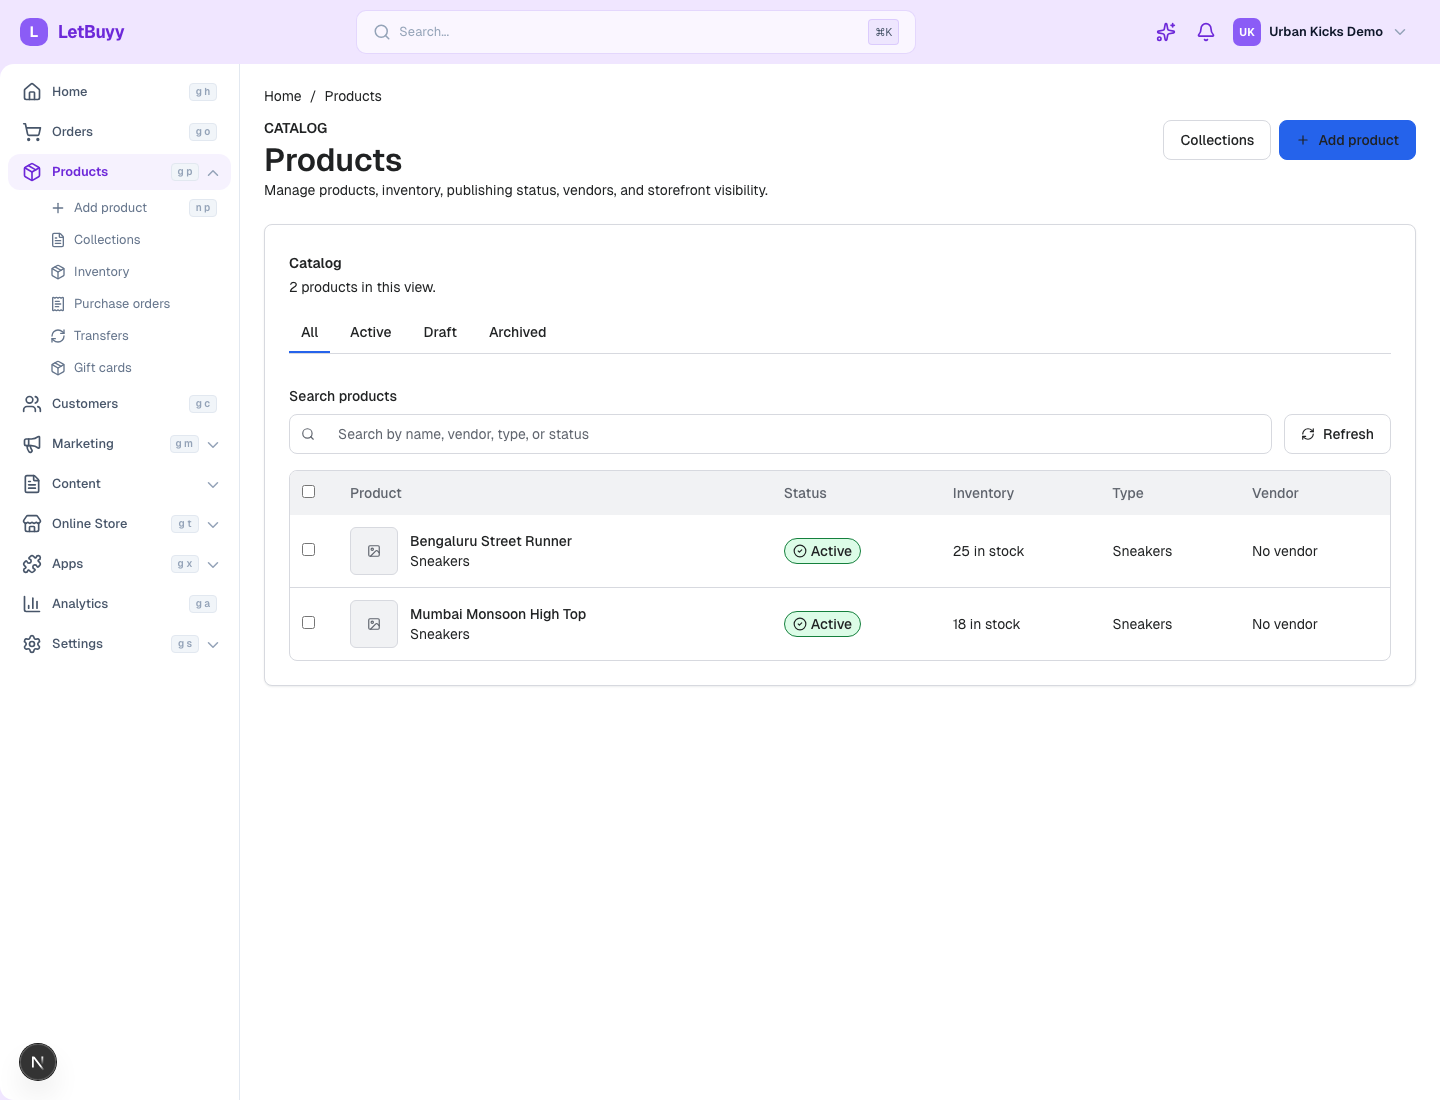 L LetBuyy
Search...
⌘K
UK Urban Kicks Demo
Home g h
Orders g o
Products g p
Add product n p
Collections
Inventory
Purchase orders
Transfers
Gift cards
Customers g c
Marketing g m
Content
Online Store g t
Apps g x
Analytics g a
Settings g s
N
Home / Products
CATALOG
Products
Manage products, inventory, publishing status, vendors, and storefront visibility.
Collections
Add product
Catalog
2 products in this view.
All Active Draft Archived
Search products
Search by name, vendor, type, or status
Refresh
Product Status Inventory Type Vendor
Bengaluru Street Runner
Sneakers
Active 25 in stock Sneakers No vendor
Mumbai Monsoon High Top
Sneakers
Active 18 in stock Sneakers No vendor